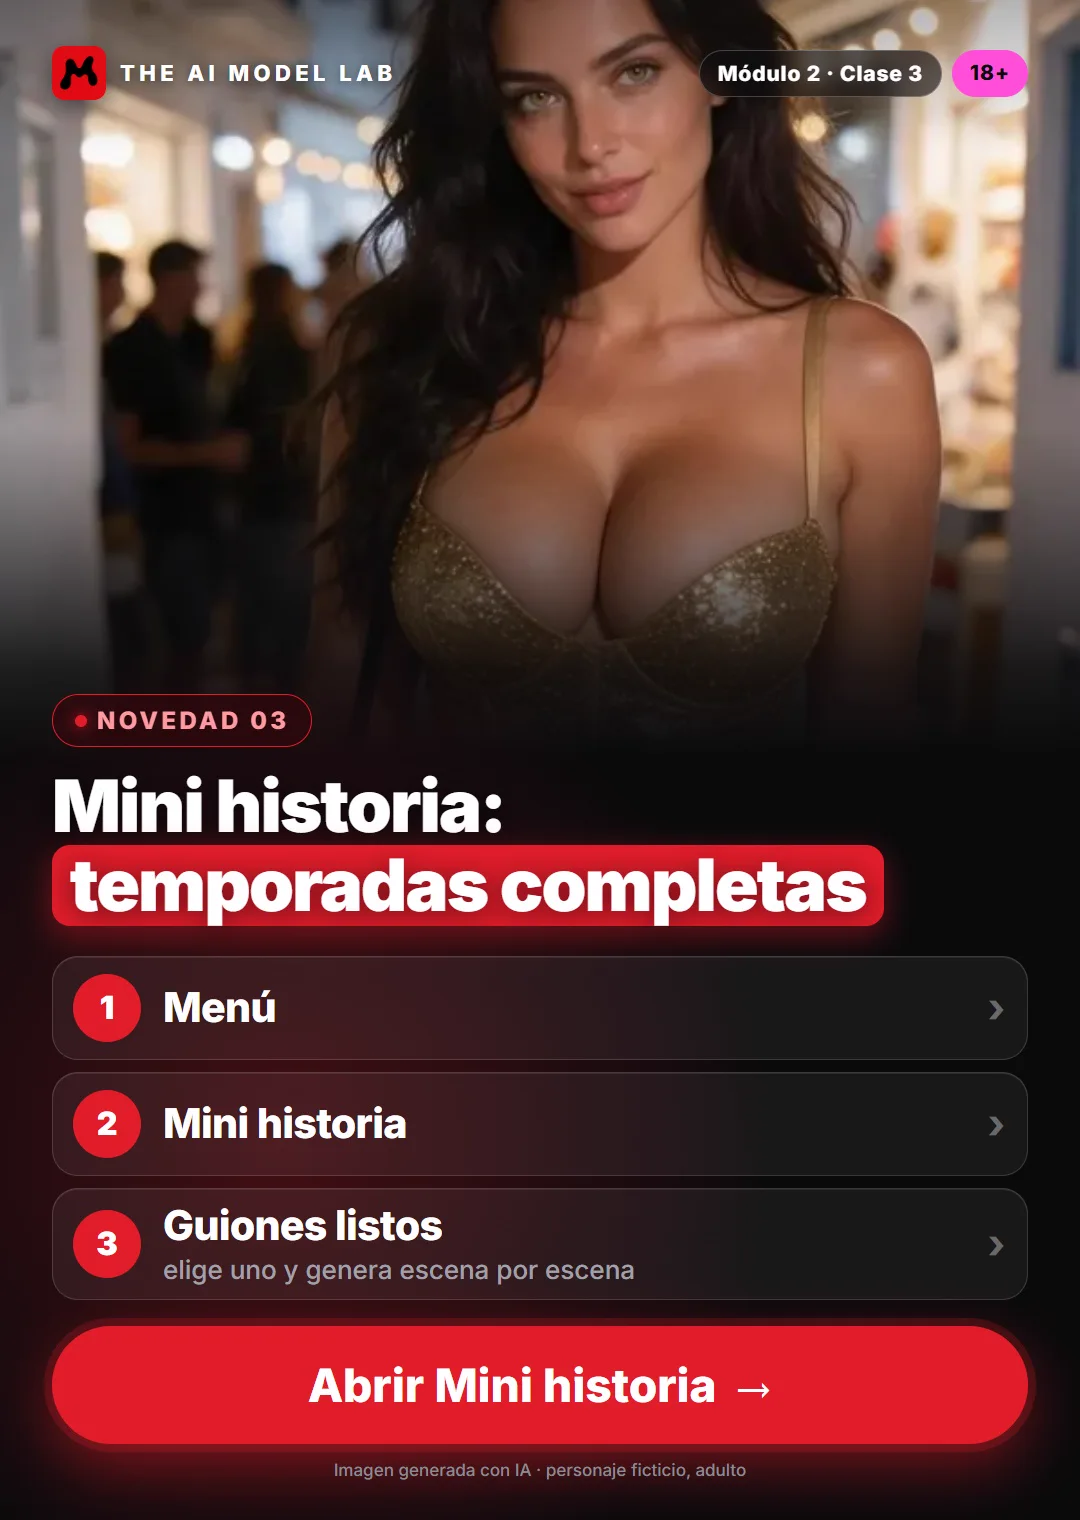 THE AI MODEL LAB
Módulo 2 · Clase 3
18+
NOVEDAD 03
Mini historia:
temporadas completas
1 Menú ›
2 Mini historia ›
3 Guiones listos ›
elige uno y genera escena por escena
Abrir Mini historia →
Imagen generada con IA · personaje ficticio, adulto